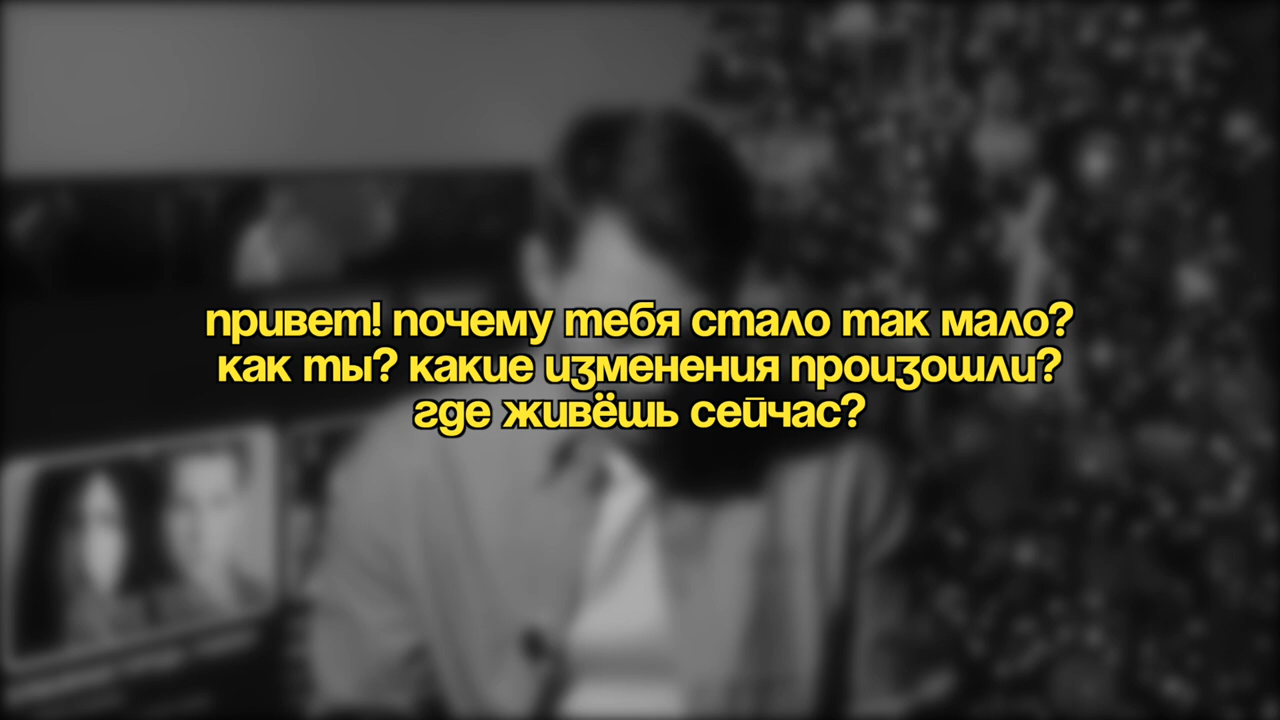 привет! почему тебя стало так мало?
как ты? какие изменения произошли?
где живёшь сейчас?